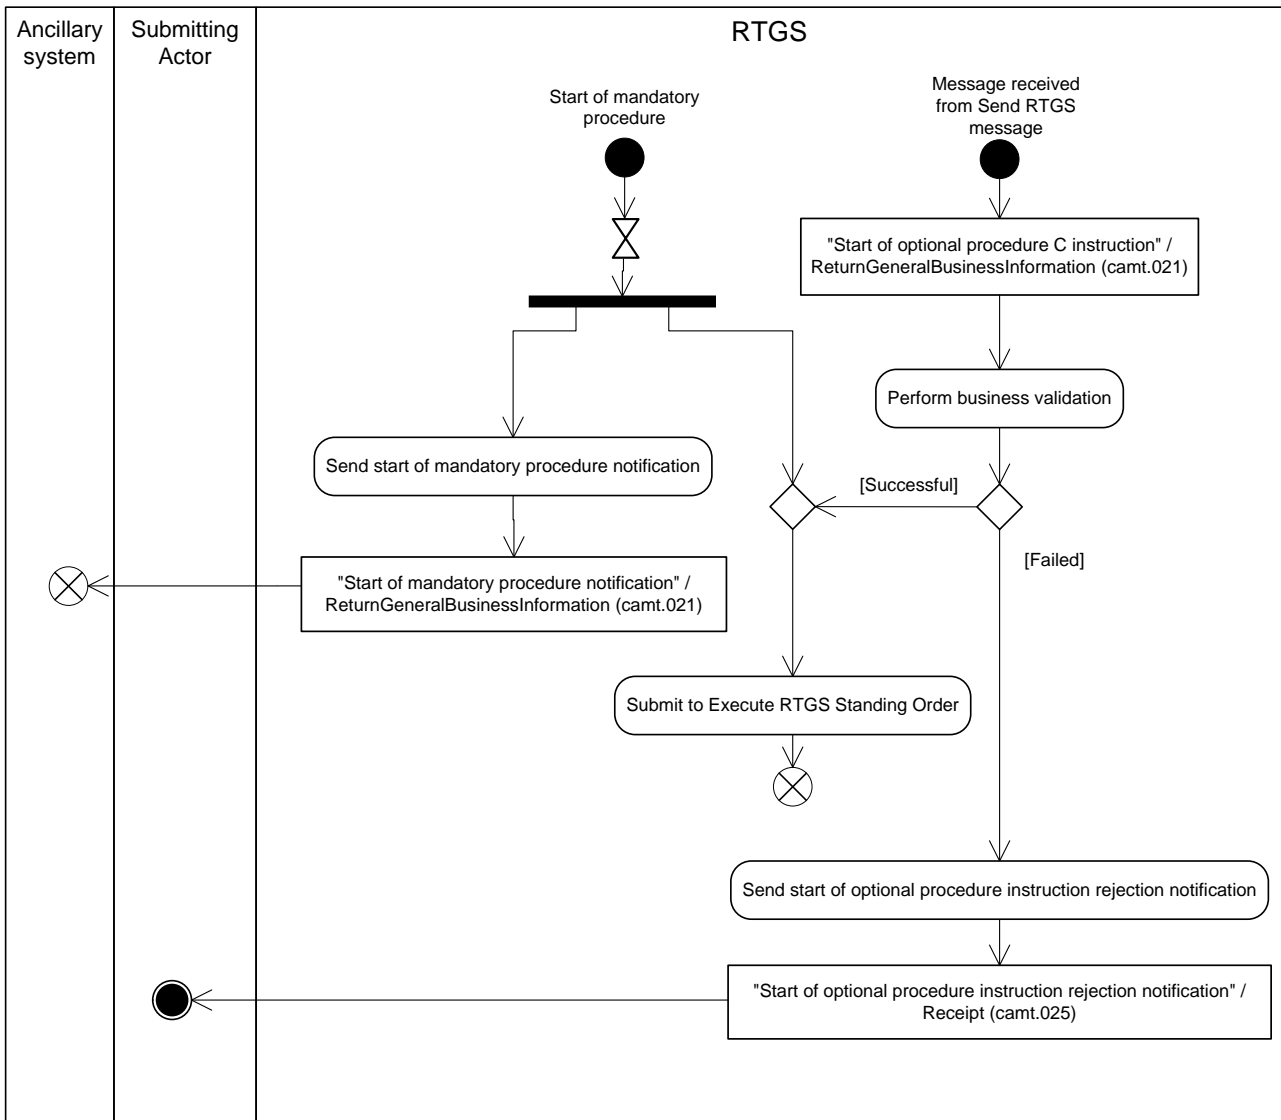 Ancillary
system
Submitting
Actor
RTGS
Start of mandatory
procedure
Message received
from Send RTGS
message
"Start of optional procedure C instruction" /
ReturnGeneralBusinessInformation (camt.021)
Perform business validation
Send start of mandatory procedure notification
[Successful]
[Failed]
"Start of mandatory procedure notification" /
ReturnGeneralBusinessInformation (camt.021)
Submit to Execute RTGS Standing Order
Send start of optional procedure instruction rejection notification
"Start of optional procedure instruction rejection notification" /
Receipt (camt.025)